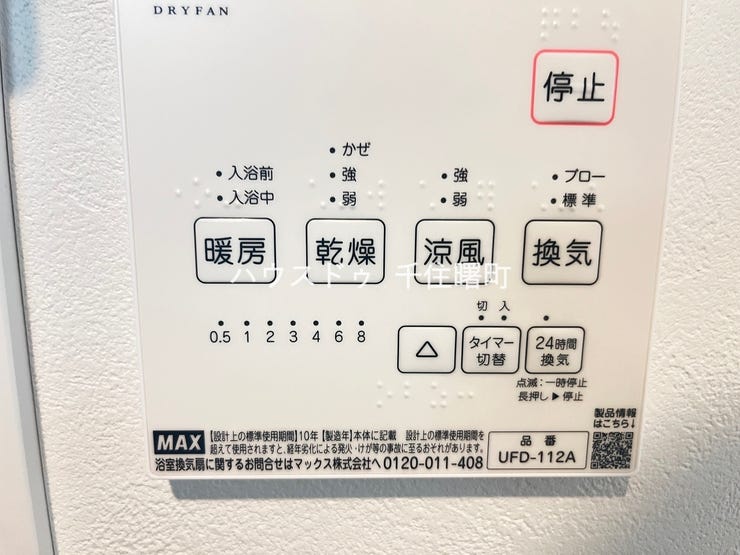 DRYFAN
停止
・かぜ
・入浴前 ・強 ・強 ・ブロー
・入浴中 ・弱 ・弱 ・標準
暖房 乾燥 涼風 換気
ハウスドゥ 千住曙町
切 入
0.5 1 2 3 4 6 8
△ タイマー切替 24時間換気
点滅：一時停止
長押し▶停止
製品情報
はこちら↓
MAX
【設計上の標準使用期間】10年【製造年】本体に記載 設計上の標準使用期間を
超えて使用されますと、経年劣化による発火・けが等の事故に至るおそれがあります。
浴室換気扇に関するお問合せはマックス株式会社へ 0120-011-408
品番
UFD-112A